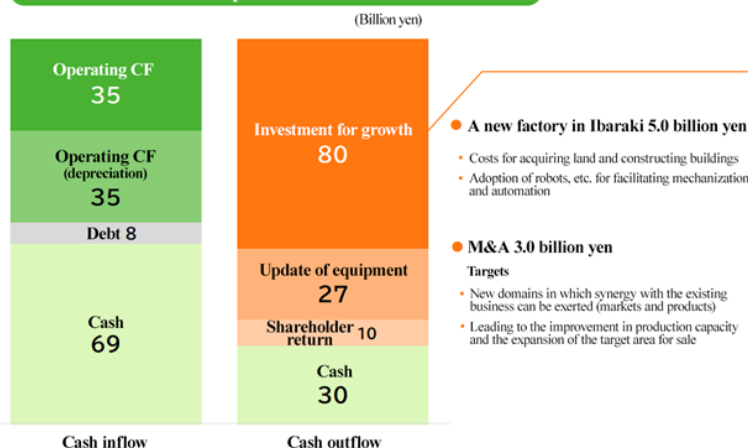 (Billion yen)
Operating CF
35
Operating CF
(depreciation)
35
Debt 8
Cash
69
Cash inflow
Investment for growth
80
Update of equipment
27
Shareholder
return 10
Cash
30
Cash outflow
A new factory in Ibaraki 5.0 billion yen
• Costs for acquiring land and constructing buildings
• Adoption of robots, etc. for facilitating mechanization
and automation
M&A 3.0 billion yen
Targets
• New domains in which synergy with the existing
business can be exerted (markets and products)
• Leading to the improvement in production capacity
and the expansion of the target area for sale